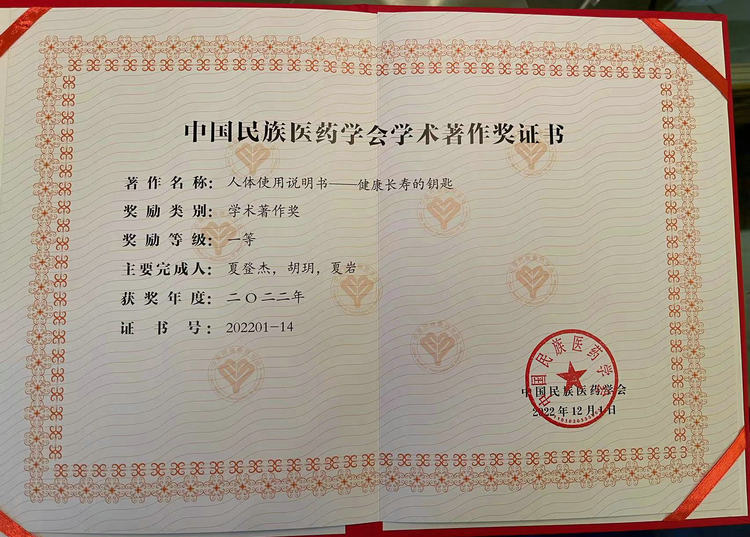 中国民族医药学会学术著作奖证书
著作名称：人体使用说明书——健康长寿的钥匙
奖励类别：学术著作奖
奖励等级：一等
主要完成人：夏登杰，胡玥，夏岩
获奖年度：二〇二二年
证书号：202201-14
中国民族医药学会
中国民族医药学会
2022年12月1日